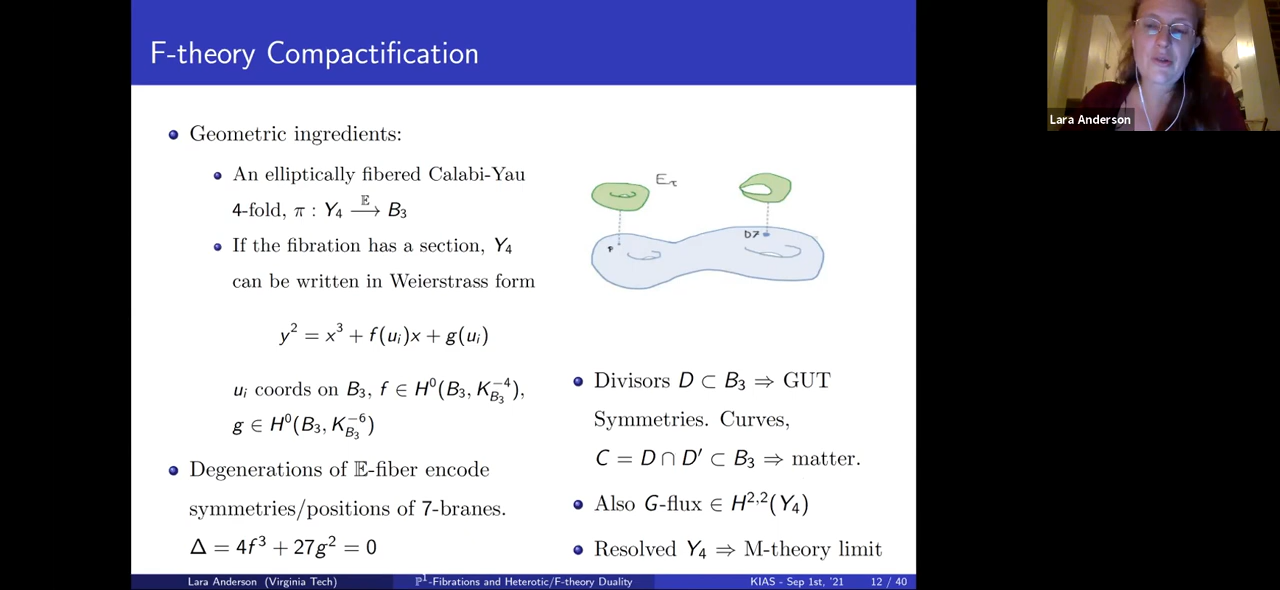 F-theory Compactification
Geometric ingredients:
An elliptically fibered Calabi-Yau
4-fold, π : Y₄ —𝔼→ B₃
If the fibration has a section, Y₄
can be written in Weierstrass form
y² = x³ + f(uᵢ)x + g(uᵢ)
uᵢ coords on B₃, f ∈ H⁰(B₃, K_{B₃}^{−4}),
g ∈ H⁰(B₃, K_{B₃}^{−6})
Degenerations of 𝔼-fiber encode
symmetries/positions of 7-branes.
Δ = 4f³ + 27g² = 0
E_τ
P
D7
Divisors D ⊂ B₃ ⇒ GUT
Symmetries. Curves,
C = D ∩ D′ ⊂ B₃ ⇒ matter.
Also G-flux ∈ H^{2,2}(Y₄)
Resolved Y₄ ⇒ M-theory limit
Lara Anderson (Virginia Tech)
ℙ¹-Fibrations and Heterotic/F-theory Duality
KIAS - Sep 1st, '21
12 / 40
Lara Anderson